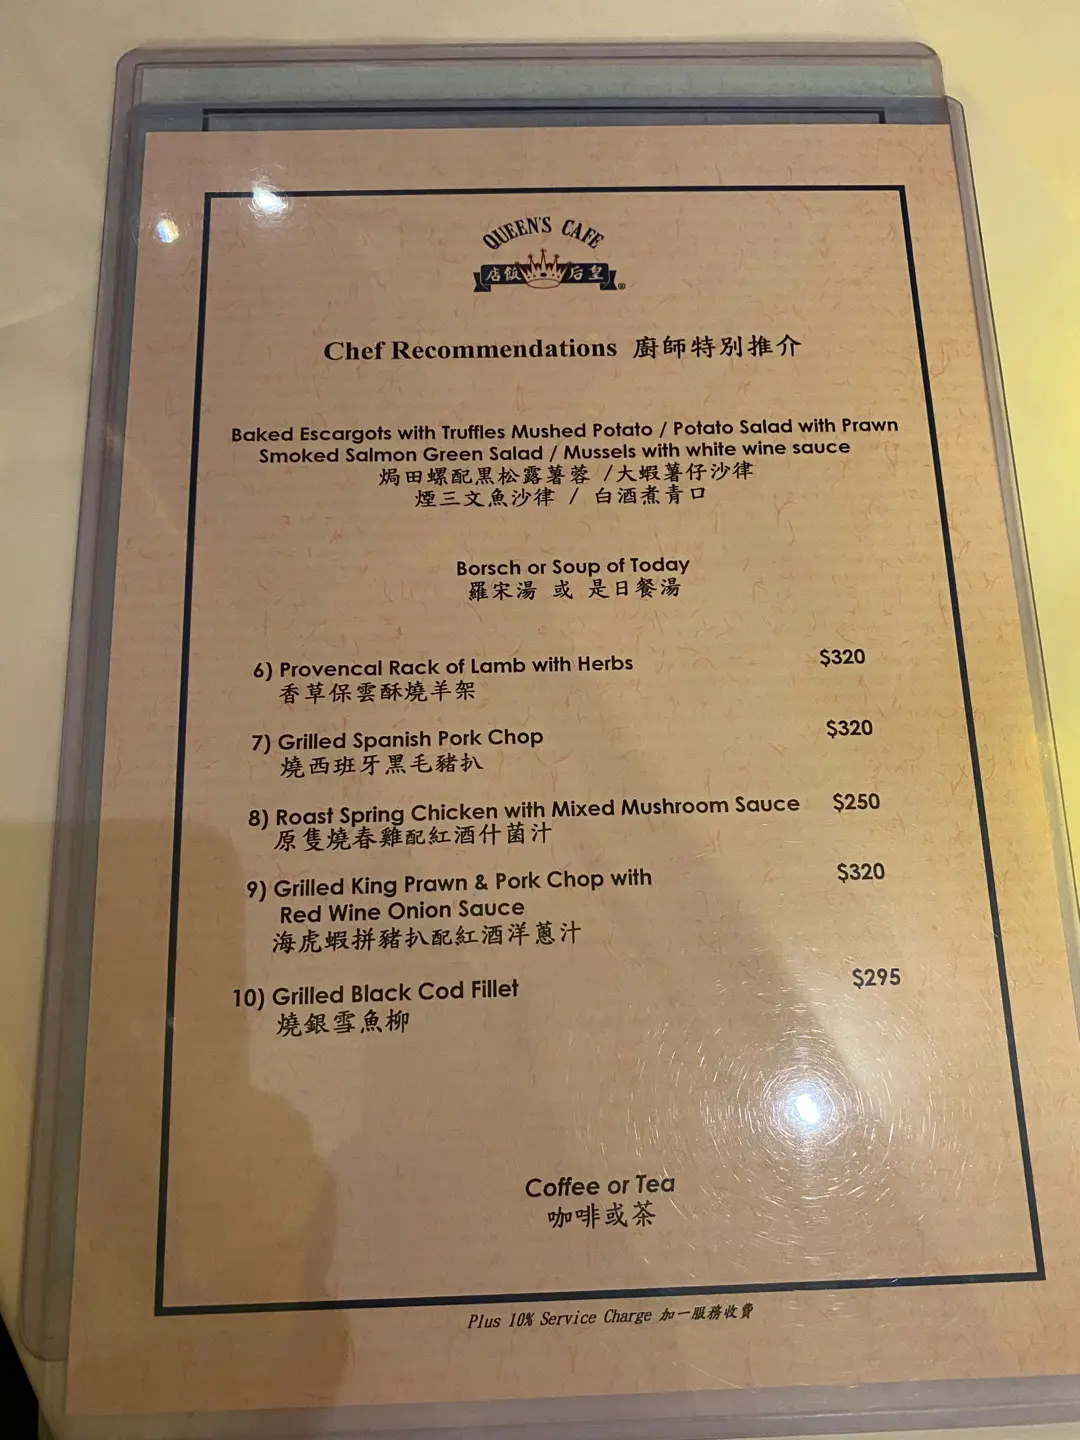 QUEEN'S CAFE
店飯 后皇
®
Chef Recommendations 廚師特別推介
Baked Escargots with Truffles Mushed Potato / Potato Salad with Prawn
Smoked Salmon Green Salad / Mussels with white wine sauce
焗田螺配黑松露薯蓉 /大蝦薯仔沙律
煙三文魚沙律 / 白酒煮青口
Borsch or Soup of Today
羅宋湯 或 是日餐湯
6) Provencal Rack of Lamb with Herbs $320
香草保雲酥燒羊架
7) Grilled Spanish Pork Chop $320
燒西班牙黑毛豬扒
8) Roast Spring Chicken with Mixed Mushroom Sauce $250
原隻燒春雞配紅酒什菌汁
9) Grilled King Prawn & Pork Chop with $320
Red Wine Onion Sauce
海虎蝦拼豬扒配紅酒洋蔥汁
10) Grilled Black Cod Fillet $295
燒銀雪魚柳
Coffee or Tea
咖啡或茶
Plus 10% Service Charge 加一服務收費